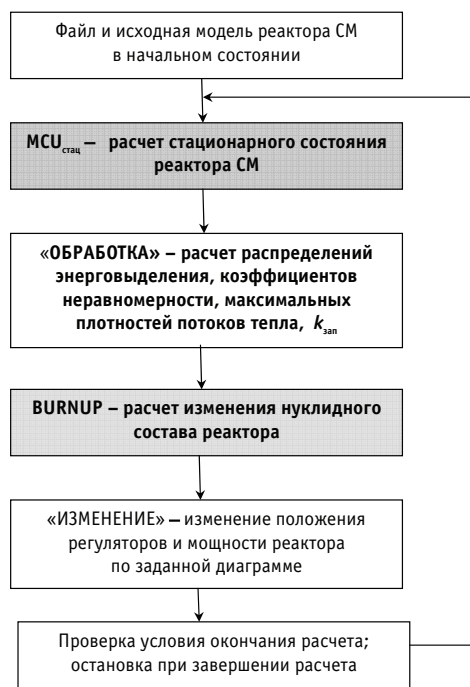 Файл и исходная модель реактора СМ
в начальном состоянии
MCUстац – расчет стационарного состояния
реактора СМ
«ОБРАБОТКА» – расчет распределений
энерговыделения, коэффициентов
неравномерности, максимальных
плотностей потоков тепла, kзап
BURNUP – расчет изменения нуклидного
состава реактора
«ИЗМЕНЕНИЕ» – изменение положения
регуляторов и мощности реактора
по заданной диаграмме
Проверка условия окончания расчета;
остановка при завершении расчета